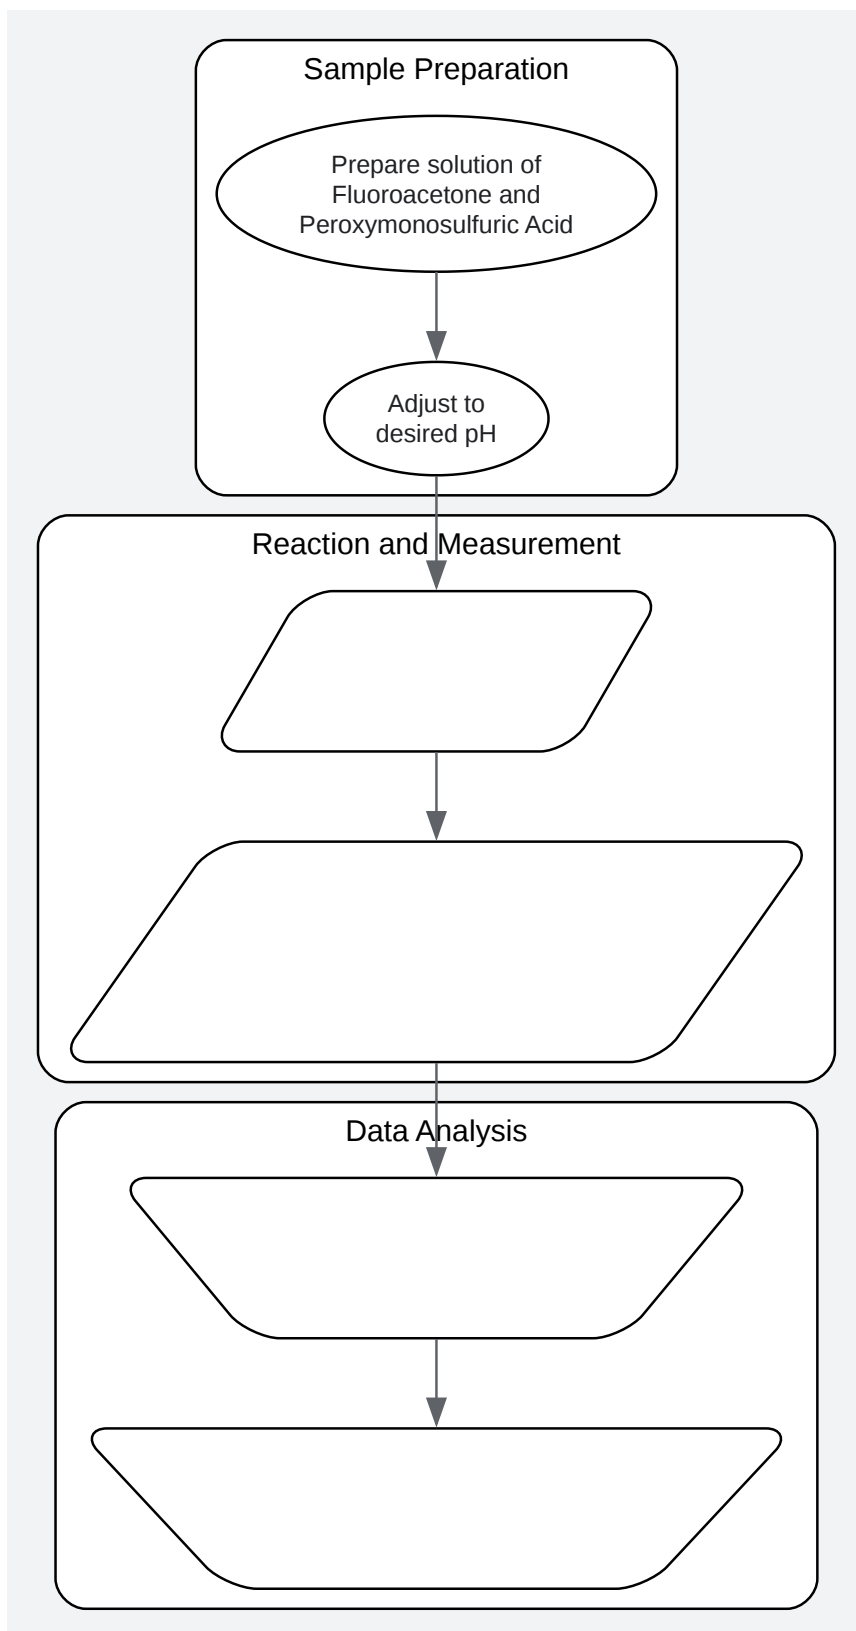 Sample Preparation
Prepare solution of
Fluoroacetone and
Peroxymonosulfuric Acid
Adjust to
desired pH
Reaction and Measurement
Data Analysis